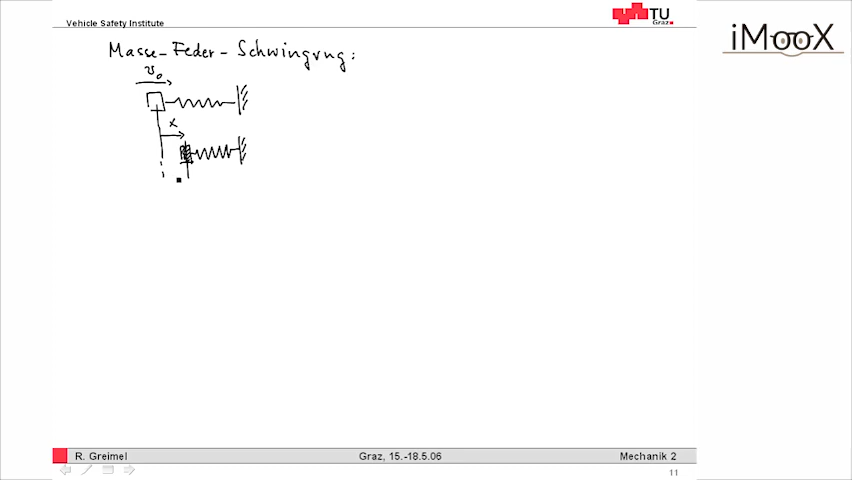 Vehicle Safety Institute
TU
Graz
iMooX
Masse-Feder-Schwingung:
v₀
x
R. Greimel
Graz, 15.-18.5.06
Mechanik 2
11